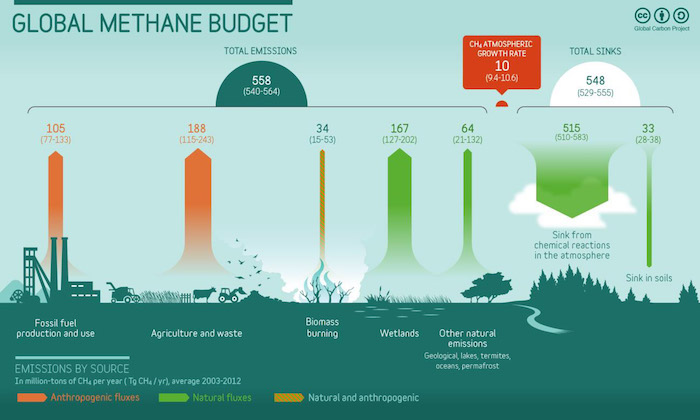 GLOBAL METHANE BUDGET
Global Carbon Project
TOTAL EMISSIONS
558
(540-564)
CH₄ ATMOSPHERIC
GROWTH RATE
10
(9.4-10.6)
TOTAL SINKS
548
(529-555)
105
(77-133)
188
(115-243)
34
(15-53)
167
(127-202)
64
(21-132)
515
(510-583)
33
(28-38)
Sink from
chemical reactions
in the atmosphere
Sink in soils
Fossil fuel
production and use
Agriculture and waste
Biomass
burning
Wetlands
Other natural
emissions
Geological, lakes, termites,
oceans, permafrost
EMISSIONS BY SOURCE
In million-tons of CH₄ per year ( Tg CH₄ / yr), average 2003-2012
Anthropogenic fluxes
Natural fluxes
Natural and anthropogenic